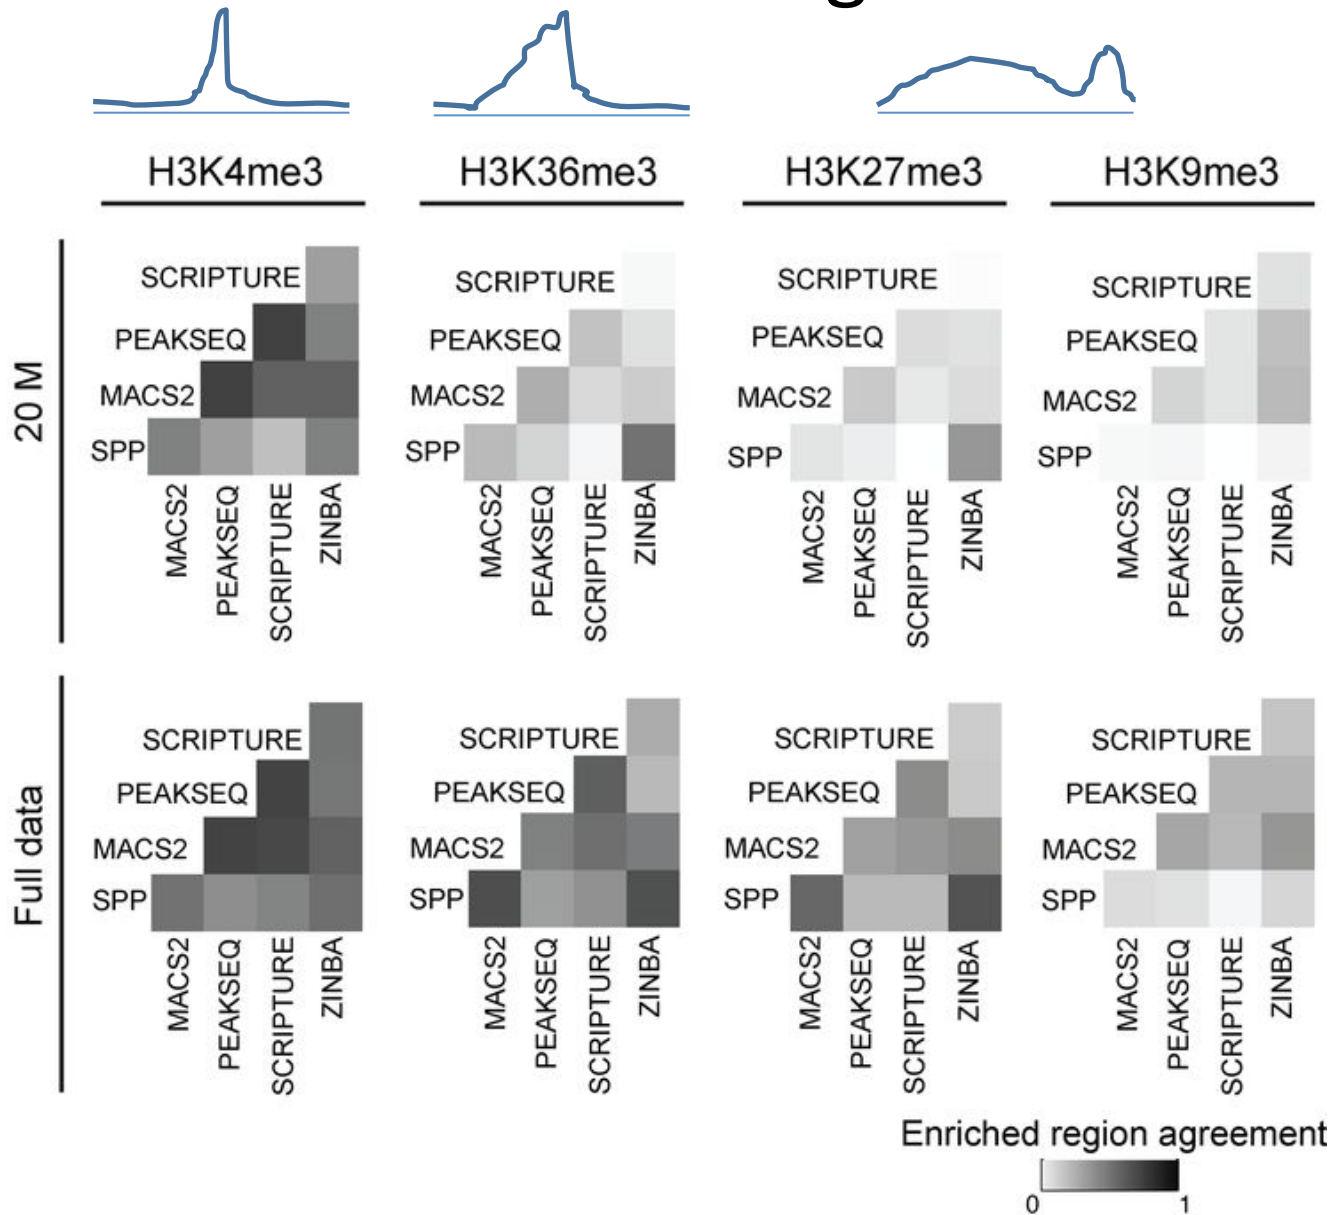 g
H3K4me3 H3K36me3 H3K27me3 H3K9me3
20 M
SCRIPTURE SCRIPTURE SCRIPTURE SCRIPTURE
PEAKSEQ PEAKSEQ PEAKSEQ PEAKSEQ
MACS2 MACS2 MACS2 MACS2
SPP SPP SPP SPP
MACS2 PEAKSEQ SCRIPTURE ZINBA MACS2 PEAKSEQ SCRIPTURE ZINBA MACS2 PEAKSEQ SCRIPTURE ZINBA MACS2 PEAKSEQ SCRIPTURE ZINBA
Full data
SCRIPTURE SCRIPTURE SCRIPTURE SCRIPTURE
PEAKSEQ PEAKSEQ PEAKSEQ PEAKSEQ
MACS2 MACS2 MACS2 MACS2
SPP SPP SPP SPP
MACS2 PEAKSEQ SCRIPTURE ZINBA MACS2 PEAKSEQ SCRIPTURE ZINBA MACS2 PEAKSEQ SCRIPTURE ZINBA MACS2 PEAKSEQ SCRIPTURE ZINBA
Enriched region agreement
0 1